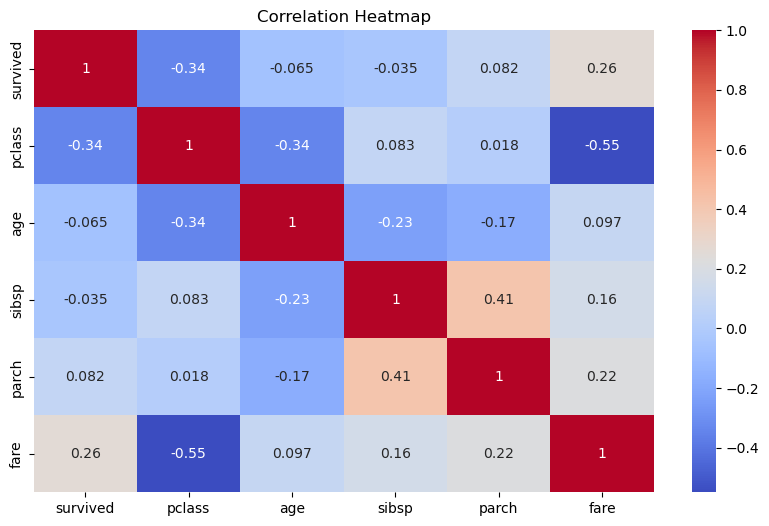 Correlation Heatmap
survived 1 -0.34 -0.065 -0.035 0.082 0.26
pclass -0.34 1 -0.34 0.083 0.018 -0.55
age -0.065 -0.34 1 -0.23 -0.17 0.097
sibsp -0.035 0.083 -0.23 1 0.41 0.16
parch 0.082 0.018 -0.17 0.41 1 0.22
fare 0.26 -0.55 0.097 0.16 0.22 1
survived pclass age sibsp parch fare
1.0
0.8
0.6
0.4
0.2
0.0
−0.2
−0.4